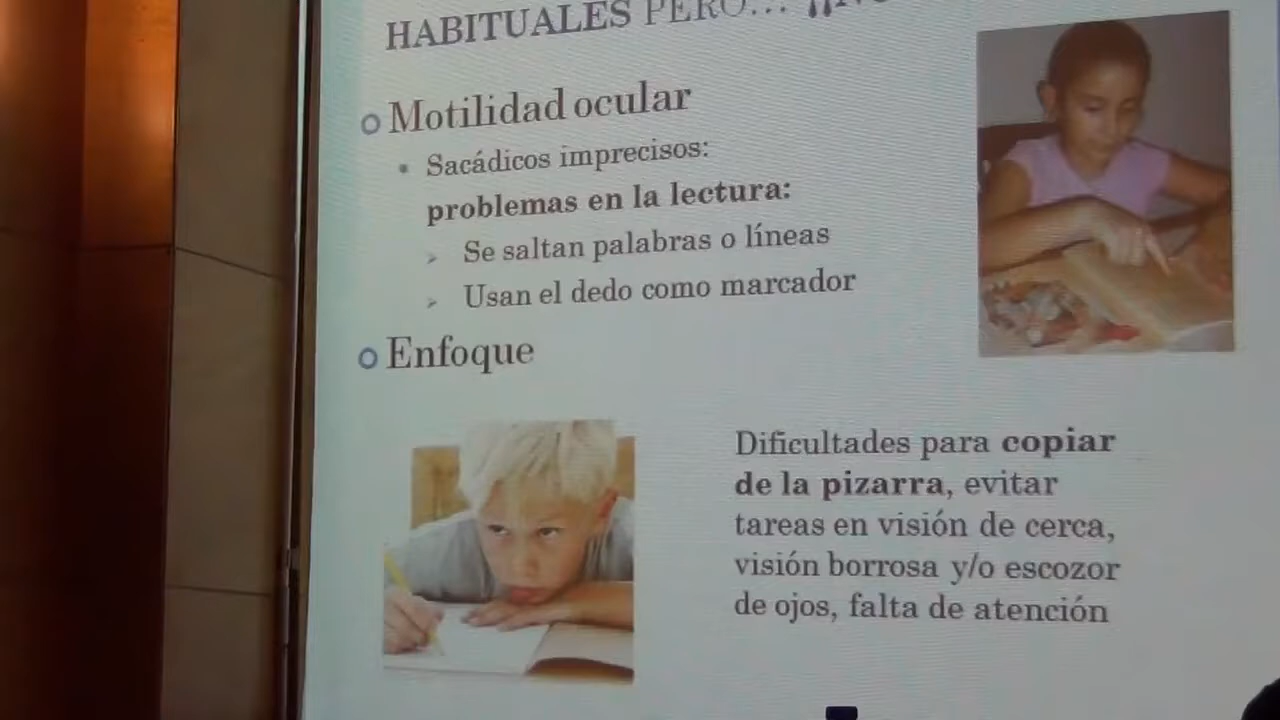 HABITUALES PERO...
Motilidad ocular
Sacádicos imprecisos:
problemas en la lectura:
Se saltan palabras o líneas
Usan el dedo como marcador
Enfoque
Dificultades para copiar
de la pizarra, evitar
tareas en visión de cerca,
visión borrosa y/o escozor
de ojos, falta de atención